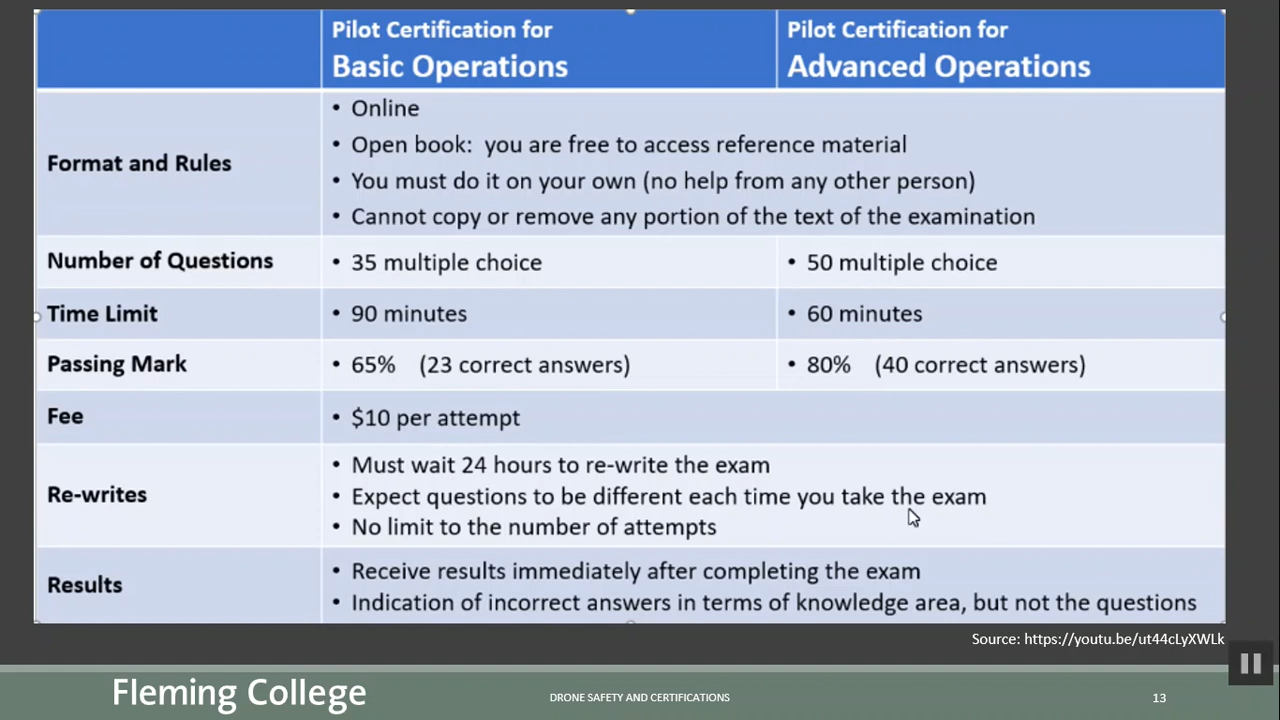 Pilot Certification for
Basic Operations
Pilot Certification for
Advanced Operations
Format and Rules
• Online
• Open book: you are free to access reference material
• You must do it on your own (no help from any other person)
• Cannot copy or remove any portion of the text of the examination
Number of Questions
• 35 multiple choice
• 50 multiple choice
Time Limit
• 90 minutes
• 60 minutes
Passing Mark
• 65% (23 correct answers)
• 80% (40 correct answers)
Fee
• $10 per attempt
Re-writes
• Must wait 24 hours to re-write the exam
• Expect questions to be different each time you take the exam
• No limit to the number of attempts
Results
• Receive results immediately after completing the exam
• Indication of incorrect answers in terms of knowledge area, but not the questions
Source: https://youtu.be/ut44cLyXWLk
Fleming College
DRONE SAFETY AND CERTIFICATIONS
13